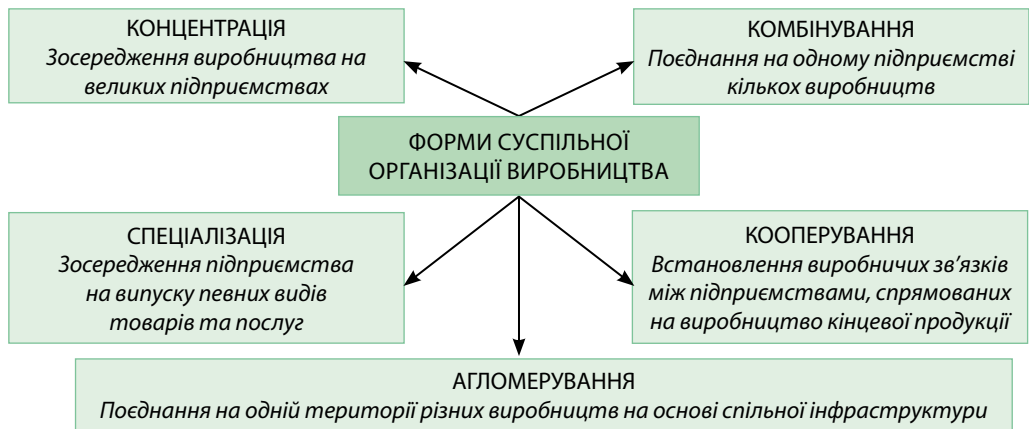 КОНЦЕНТРАЦІЯ
Зосередження виробництва на
великих підприємствах
КОМБІНУВАННЯ
Поєднання на одному підприємстві
кількох виробництв
ФОРМИ СУСПІЛЬНОЇ
ОРГАНІЗАЦІЇ ВИРОБНИЦТВА
СПЕЦІАЛІЗАЦІЯ
Зосередження підприємства
на випуску певних видів
товарів та послуг
КООПЕРУВАННЯ
Встановлення виробничих зв'язків
між підприємствами, спрямованих
на виробництво кінцевої продукції
АГЛОМЕРУВАННЯ
Поєднання на одній території різних виробництв на основі спільної інфраструктури